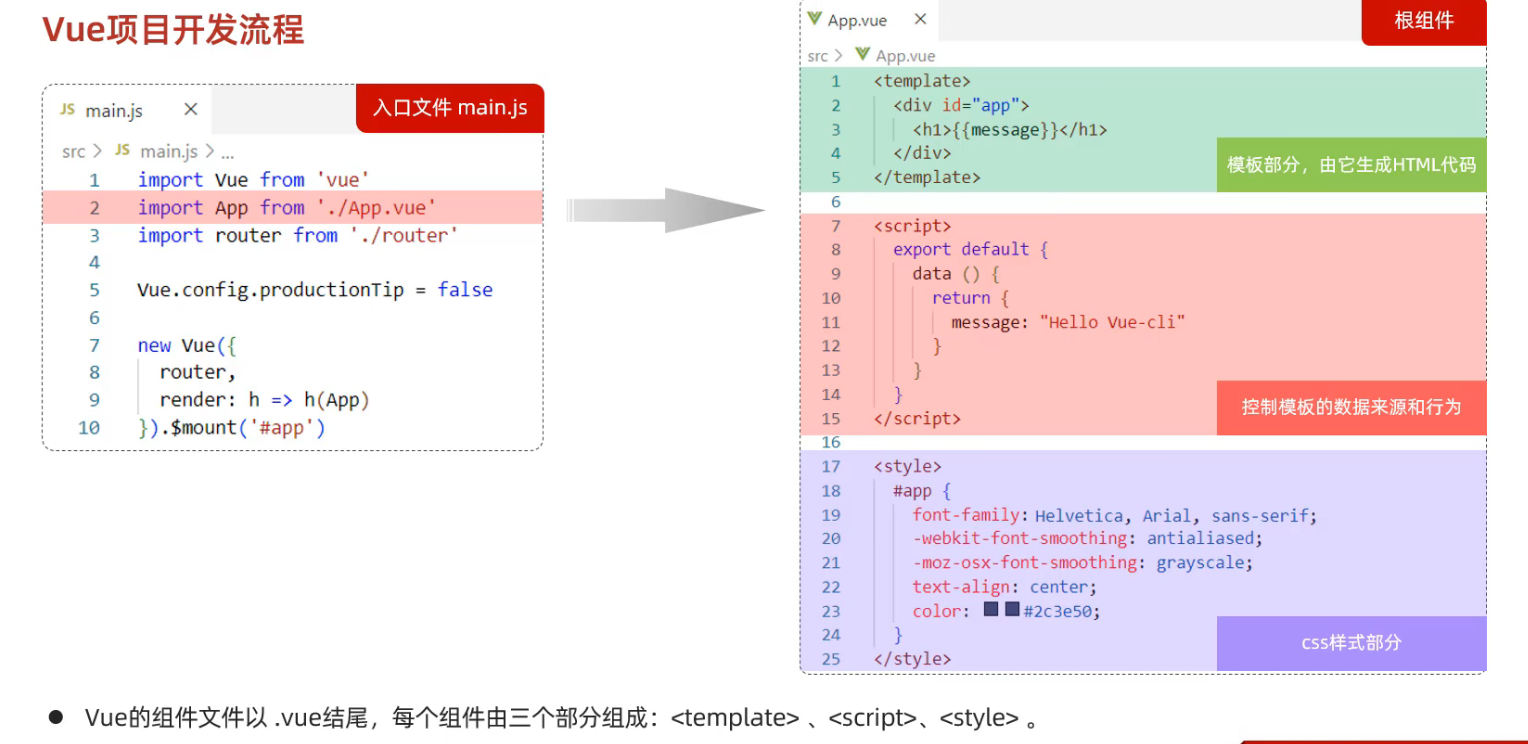 Vue项目开发流程
JS main.js ×
入口文件 main.js
src > JS main.js > ...
1 import Vue from 'vue'
2 import App from './App.vue'
3 import router from './router'
4
5 Vue.config.productionTip = false
6
7 new Vue({
8 router,
9 render: h => h(App)
10 }).$mount('#app')
App.vue ×
根组件
src > App.vue
1 <template>
2 <div id="app">
3 <h1>{{message}}</h1>
4 </div>
5 </template>
模板部分，由它生成HTML代码
6
7 <script>
8 export default {
9 data () {
10 return {
11 message: "Hello Vue-cli"
12 }
13 }
14 }
15 </script>
控制模板的数据来源和行为
16
17 <style>
18 #app {
19 font-family: Helvetica, Arial, sans-serif;
20 -webkit-font-smoothing: antialiased;
21 -moz-osx-font-smoothing: grayscale;
22 text-align: center;
23 color: #2c3e50;
24 }
25 </style>
css样式部分
● Vue的组件文件以 .vue结尾，每个组件由三个部分组成：<template> 、<script>、<style> 。